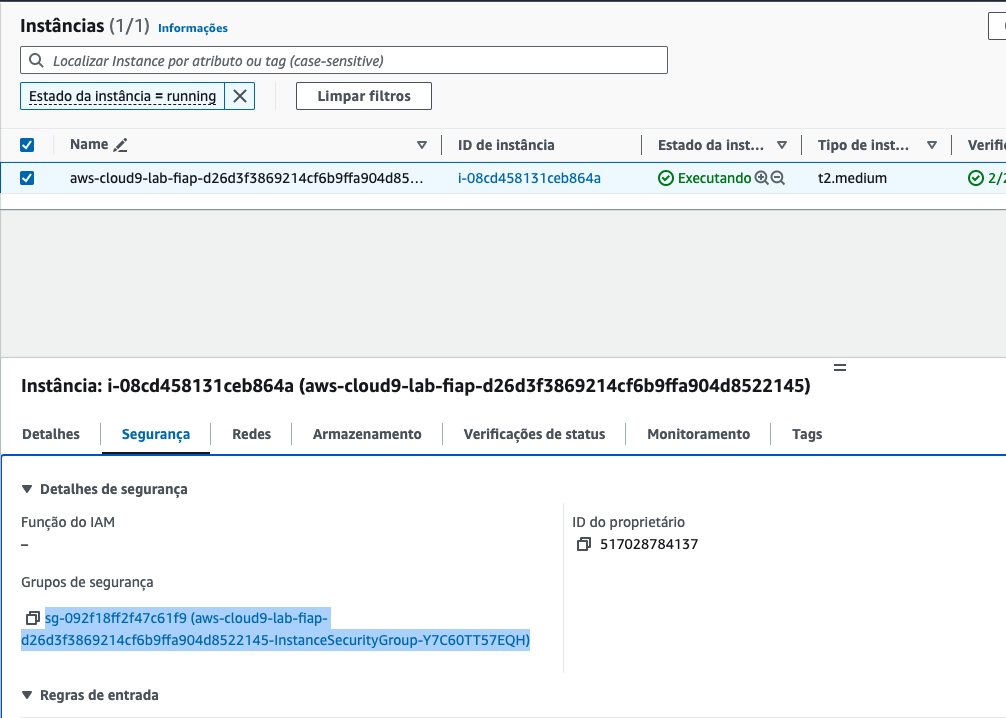 Instâncias (1/1) Informações
Localizar Instance por atributo ou tag (case-sensitive)
Estado da instância = running
Limpar filtros
Name ID de instância Estado da inst... Tipo de inst...
aws-cloud9-lab-fiap-d26d3f3869214cf6b9ffa904d85... i-08cd458131ceb864a Executando t2.medium
Instância: i-08cd458131ceb864a (aws-cloud9-lab-fiap-d26d3f3869214cf6b9ffa904d8522145)
Detalhes Segurança Redes Armazenamento Verificações de status Monitoramento Tags
Detalhes de segurança
Função do IAM
–
ID do proprietário
517028784137
Grupos de segurança
sg-092f18ff2f47c61f9 (aws-cloud9-lab-fiap-
d26d3f3869214cf6b9ffa904d8522145-InstanceSecurityGroup-Y7C60TT57EQH)
Regras de entrada